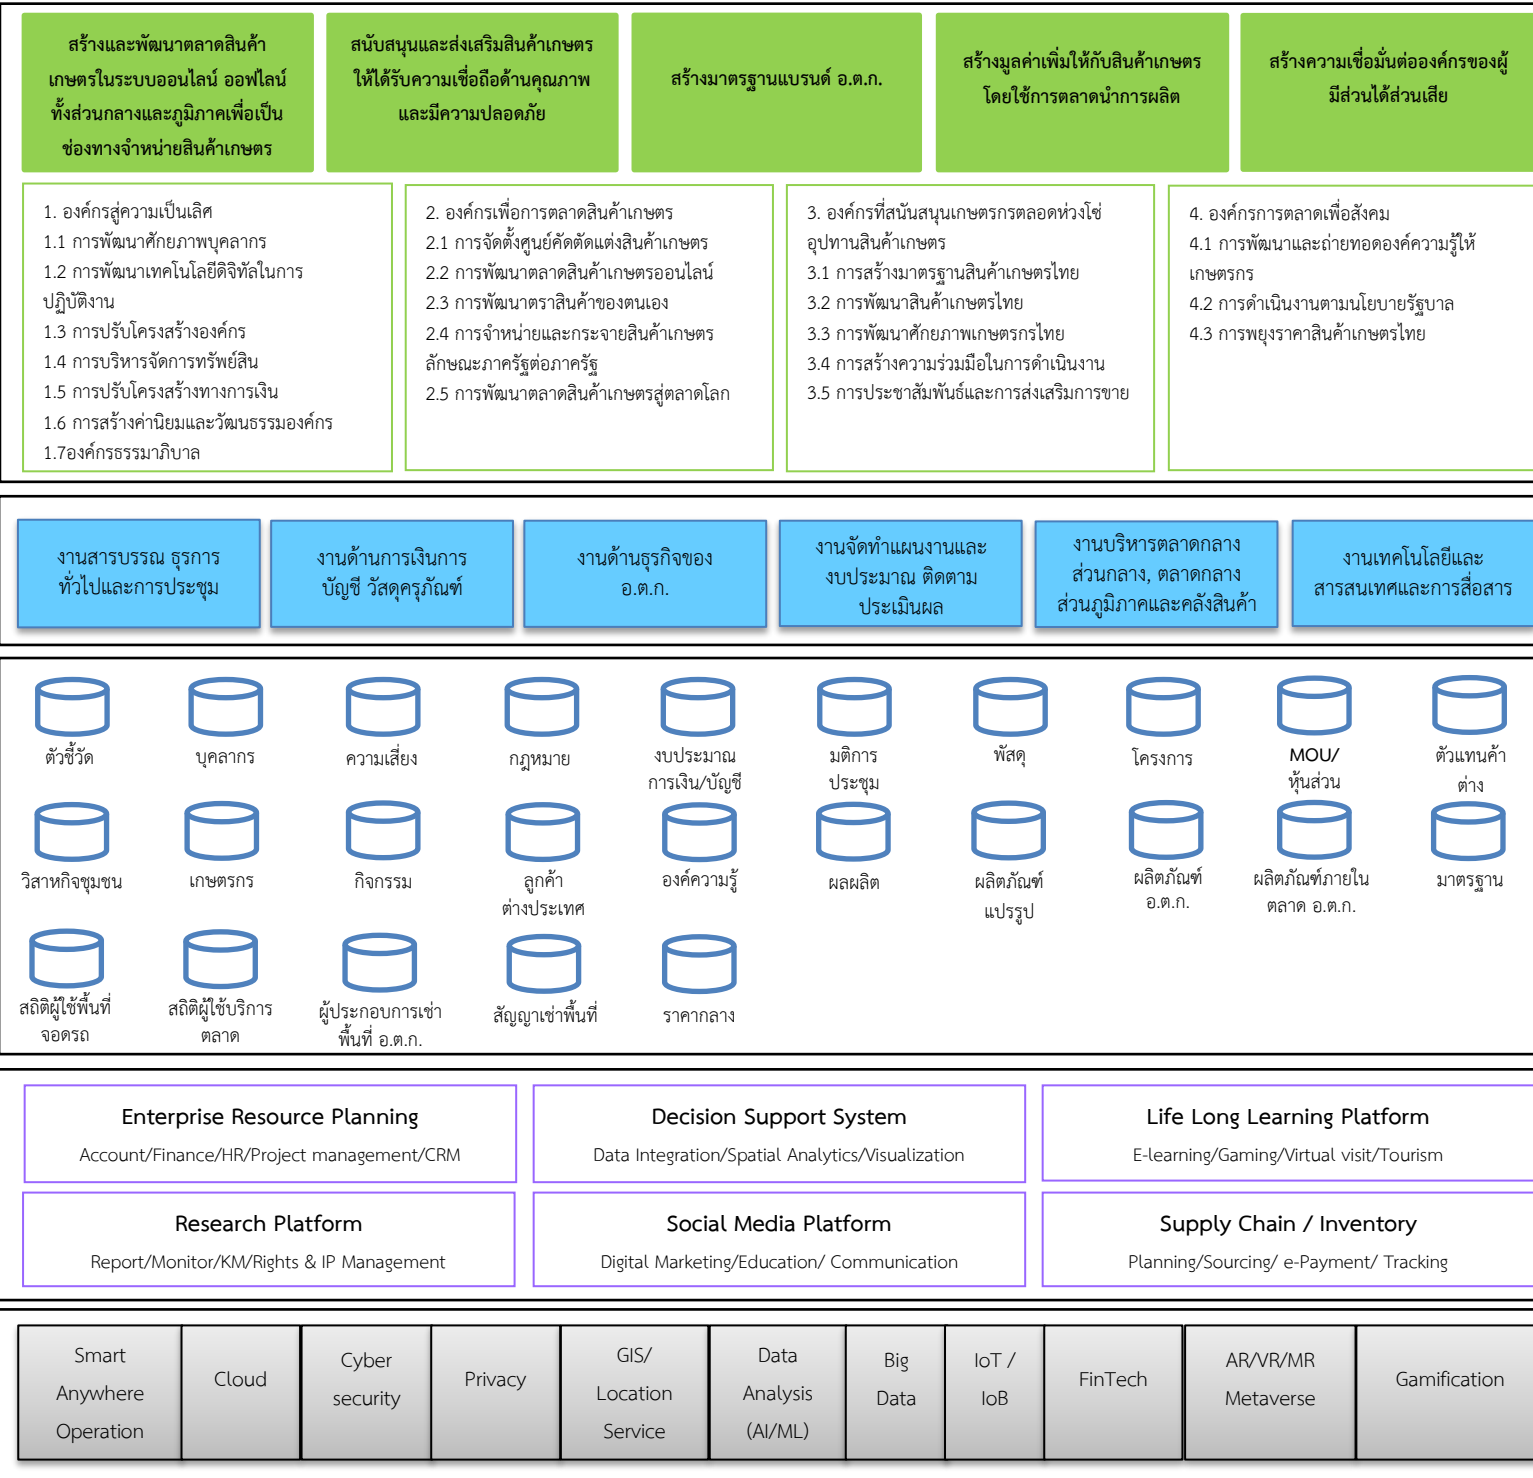 สร้างและพัฒนาตลาดสินค้า
เกษตรในระบบออนไลน์ ออฟไลน์
ทั้งส่วนกลางและภูมิภาคเพื่อเป็น
ช่องทางจำหน่ายสินค้าเกษตร
สนับสนุนและส่งเสริมสินค้าเกษตร
ให้ได้รับความเชื่อถือด้านคุณภาพ
และมีความปลอดภัย
สร้างมาตรฐานแบรนด์ อ.ต.ก.
สร้างมูลค่าเพิ่มให้กับสินค้าเกษตร
โดยใช้การตลาดนำการผลิต
สร้างความเชื่อมั่นต่อองค์กรของผู้
มีส่วนได้ส่วนเสีย
1. องค์กรสู่ความเป็นเลิศ
1.1 การพัฒนาศักยภาพบุคลากร
1.2 การพัฒนาเทคโนโลยีดิจิทัลในการ
ปฏิบัติงาน
1.3 การปรับโครงสร้างองค์กร
1.4 การบริหารจัดการทรัพย์สิน
1.5 การปรับโครงสร้างทางการเงิน
1.6 การสร้างค่านิยมและวัฒนธรรมองค์กร
1.7องค์กรธรรมาภิบาล
2. องค์กรเพื่อการตลาดสินค้าเกษตร
2.1 การจัดตั้งศูนย์คัดตัดแต่งสินค้าเกษตร
2.2 การพัฒนาตลาดสินค้าเกษตรออนไลน์
2.3 การพัฒนาตราสินค้าของตนเอง
2.4 การจำหน่ายและกระจายสินค้าเกษตร
ลักษณะภาครัฐต่อภาครัฐ
2.5 การพัฒนาตลาดสินค้าเกษตรสู่ตลาดโลก
3. องค์กรที่สนันสนุนเกษตรกรตลอดห่วงโซ่
อุปทานสินค้าเกษตร
3.1 การสร้างมาตรฐานสินค้าเกษตรไทย
3.2 การพัฒนาสินค้าเกษตรไทย
3.3 การพัฒนาศักยภาพเกษตรกรไทย
3.4 การสร้างความร่วมมือในการดำเนินงาน
3.5 การประชาสัมพันธ์และการส่งเสริมการขาย
4. องค์กรการตลาดเพื่อสังคม
4.1 การพัฒนาและถ่ายทอดองค์ความรู้ให้
เกษตรกร
4.2 การดำเนินงานตามนโยบายรัฐบาล
4.3 การพยุงราคาสินค้าเกษตรไทย
งานสารบรรณ ธุรการ
ทั่วไปและการประชุม
งานด้านการเงินการ
บัญชี วัสดุครุภัณฑ์
งานด้านธุรกิจของ
อ.ต.ก.
งานจัดทำแผนงานและ
งบประมาณ ติดตาม
ประเมินผล
งานบริหารตลาดกลาง
ส่วนกลาง, ตลาดกลาง
ส่วนภูมิภาคและคลังสินค้า
งานเทคโนโลยีและ
สารสนเทศและการสื่อสาร
ตัวชี้วัด
บุคลากร
ความเสี่ยง
กฎหมาย
งบประมาณ
การเงิน/บัญชี
มติการ
ประชุม
พัสดุ
โครงการ
MOU/
หุ้นส่วน
ตัวแทนค้า
ต่าง
วิสาหกิจชุมชน
เกษตรกร
กิจกรรม
ลูกค้า
ต่างประเทศ
องค์ความรู้
ผลผลิต
ผลิตภัณฑ์
แปรรูป
ผลิตภัณฑ์
อ.ต.ก.
ผลิตภัณฑ์ภายใน
ตลาด อ.ต.ก.
มาตรฐาน
สถิติผู้ใช้พื้นที่
จอดรถ
สถิติผู้ใช้บริการ
ตลาด
ผู้ประกอบการเช่า
พื้นที่ อ.ต.ก.
สัญญาเช่าพื้นที่
ราคากลาง
Enterprise Resource Planning
Account/Finance/HR/Project management/CRM
Decision Support System
Data Integration/Spatial Analytics/Visualization
Life Long Learning Platform
E-learning/Gaming/Virtual visit/Tourism
Research Platform
Report/Monitor/KM/Rights & IP Management
Social Media Platform
Digital Marketing/Education/ Communication
Supply Chain / Inventory
Planning/Sourcing/ e-Payment/ Tracking
Smart
Anywhere
Operation
Cloud
Cyber
security
Privacy
GIS/
Location
Service
Data
Analysis
(AI/ML)
Big
Data
IoT /
IoB
FinTech
AR/VR/MR
Metaverse
Gamification